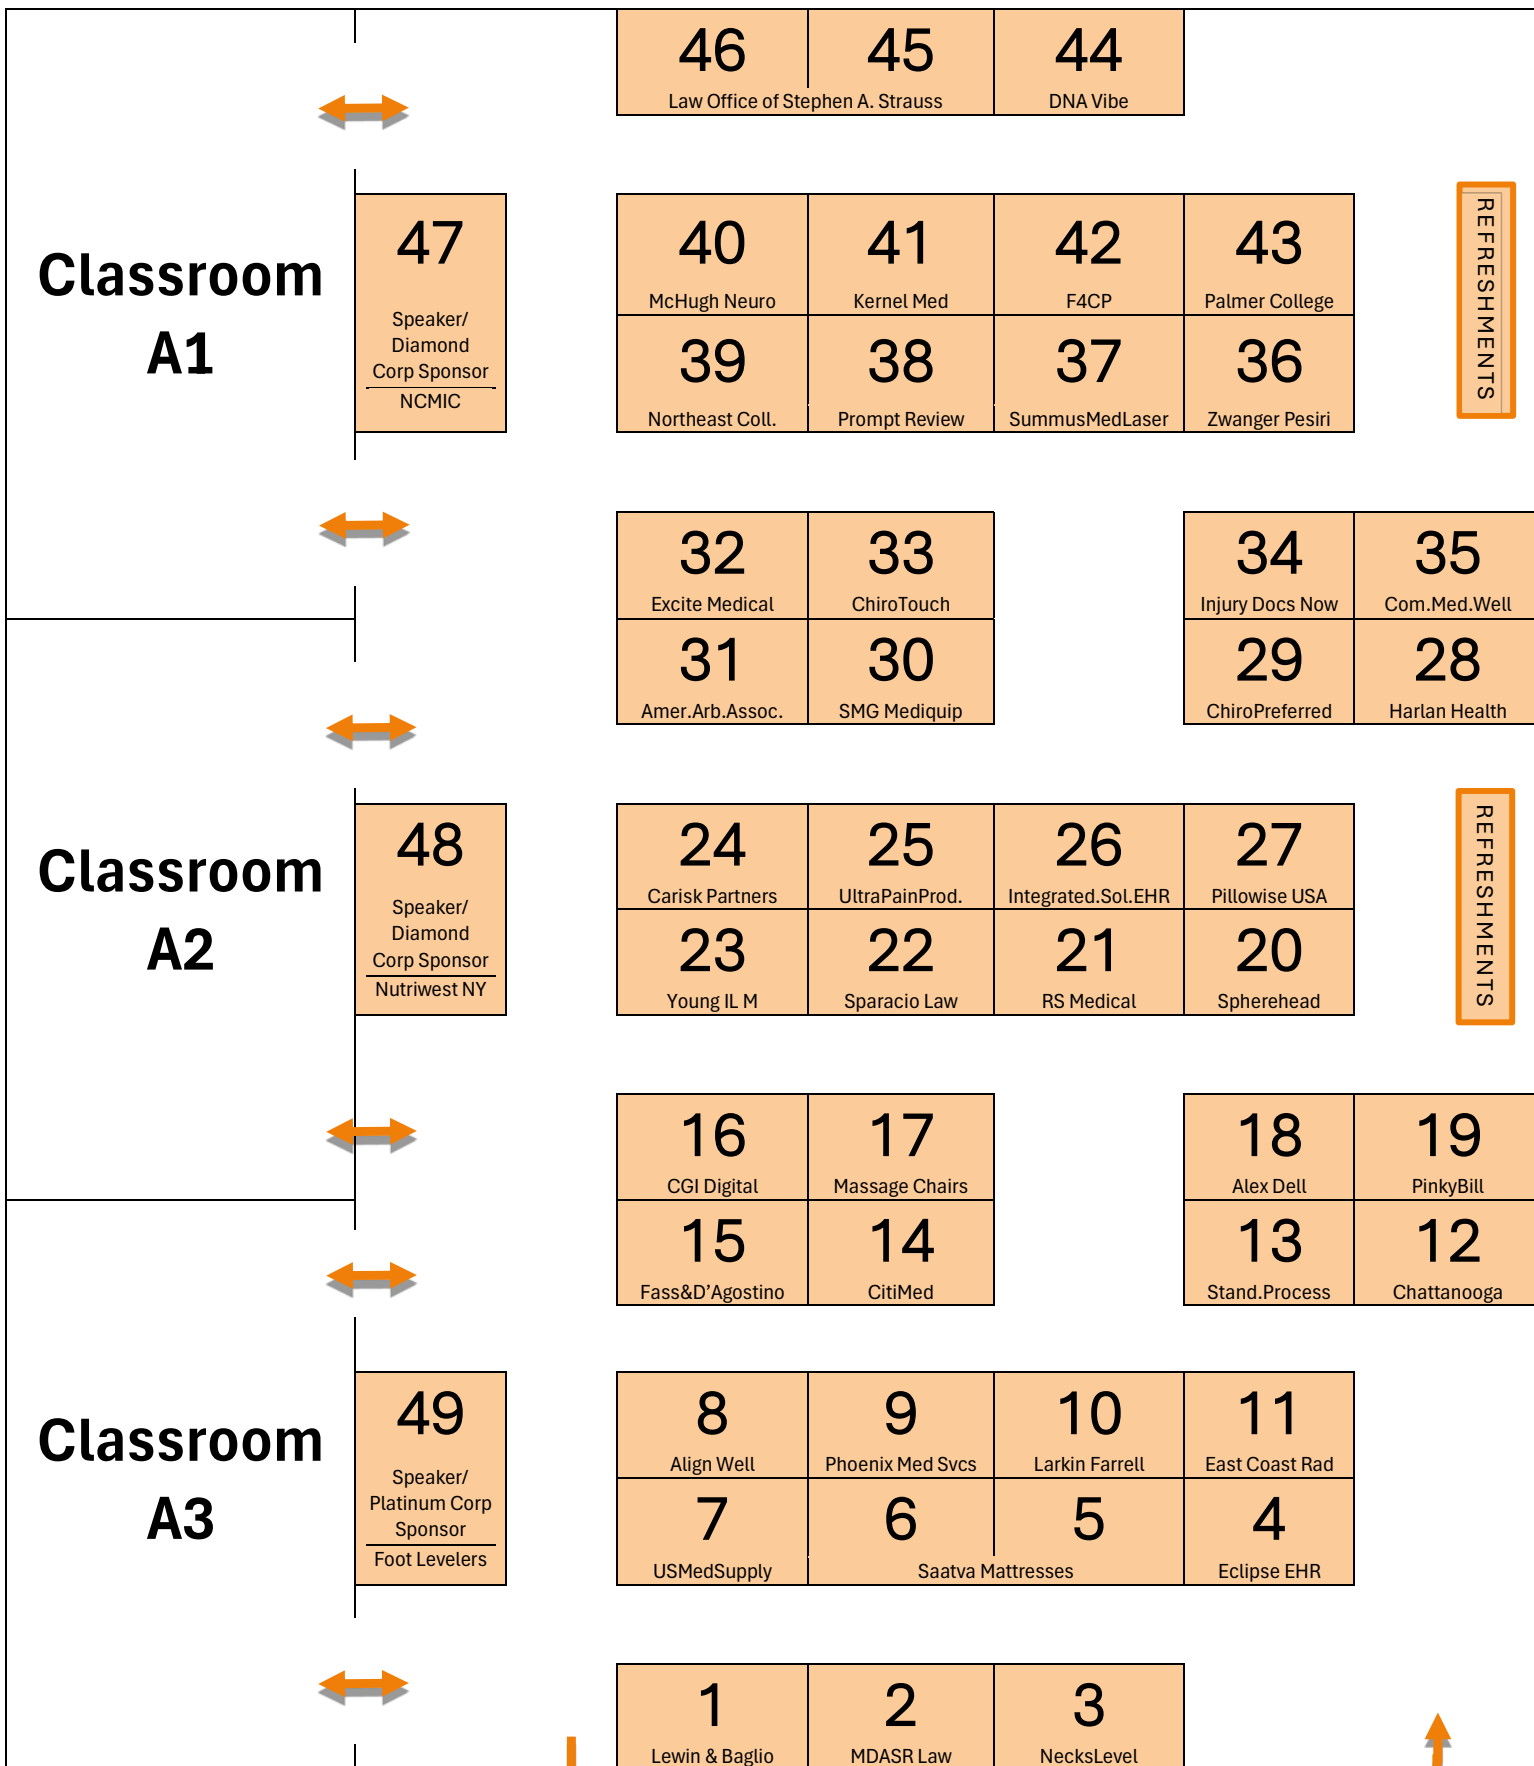 46 45 44
Law Office of Stephen A. Strauss DNA Vibe
Classroom
A1
47
Speaker/
Diamond
Corp Sponsor
NCMIC
40 41 42 43
McHugh Neuro Kernel Med F4CP Palmer College
39 38 37 36
Northeast Coll. Prompt Review SummusMedLaser Zwanger Pesiri
REFRESHMENTS
32 33 34 35
Excite Medical ChiroTouch Injury Docs Now Com.Med.Well
31 30 29 28
Amer.Arb.Assoc. SMG Mediquip ChiroPreferred Harlan Health
Classroom
A2
48
Speaker/
Diamond
Corp Sponsor
Nutriwest NY
24 25 26 27
Carisk Partners UltraPainProd. Integrated.Sol.EHR Pillowise USA
23 22 21 20
Young IL M Sparacio Law RS Medical Spherehead
REFRESHMENTS
16 17 18 19
CGI Digital Massage Chairs Alex Dell PinkyBill
15 14 13 12
Fass&D’Agostino CitiMed Stand.Process Chattanooga
Classroom
A3
49
Speaker/
Platinum Corp
Sponsor
Foot Levelers
8 9 10 11
Align Well Phoenix Med Svcs Larkin Farrell East Coast Rad
7 6 5 4
USMedSupply Saatva Mattresses Eclipse EHR
1 2 3
Lewin & Baglio MDASR Law NecksLevel